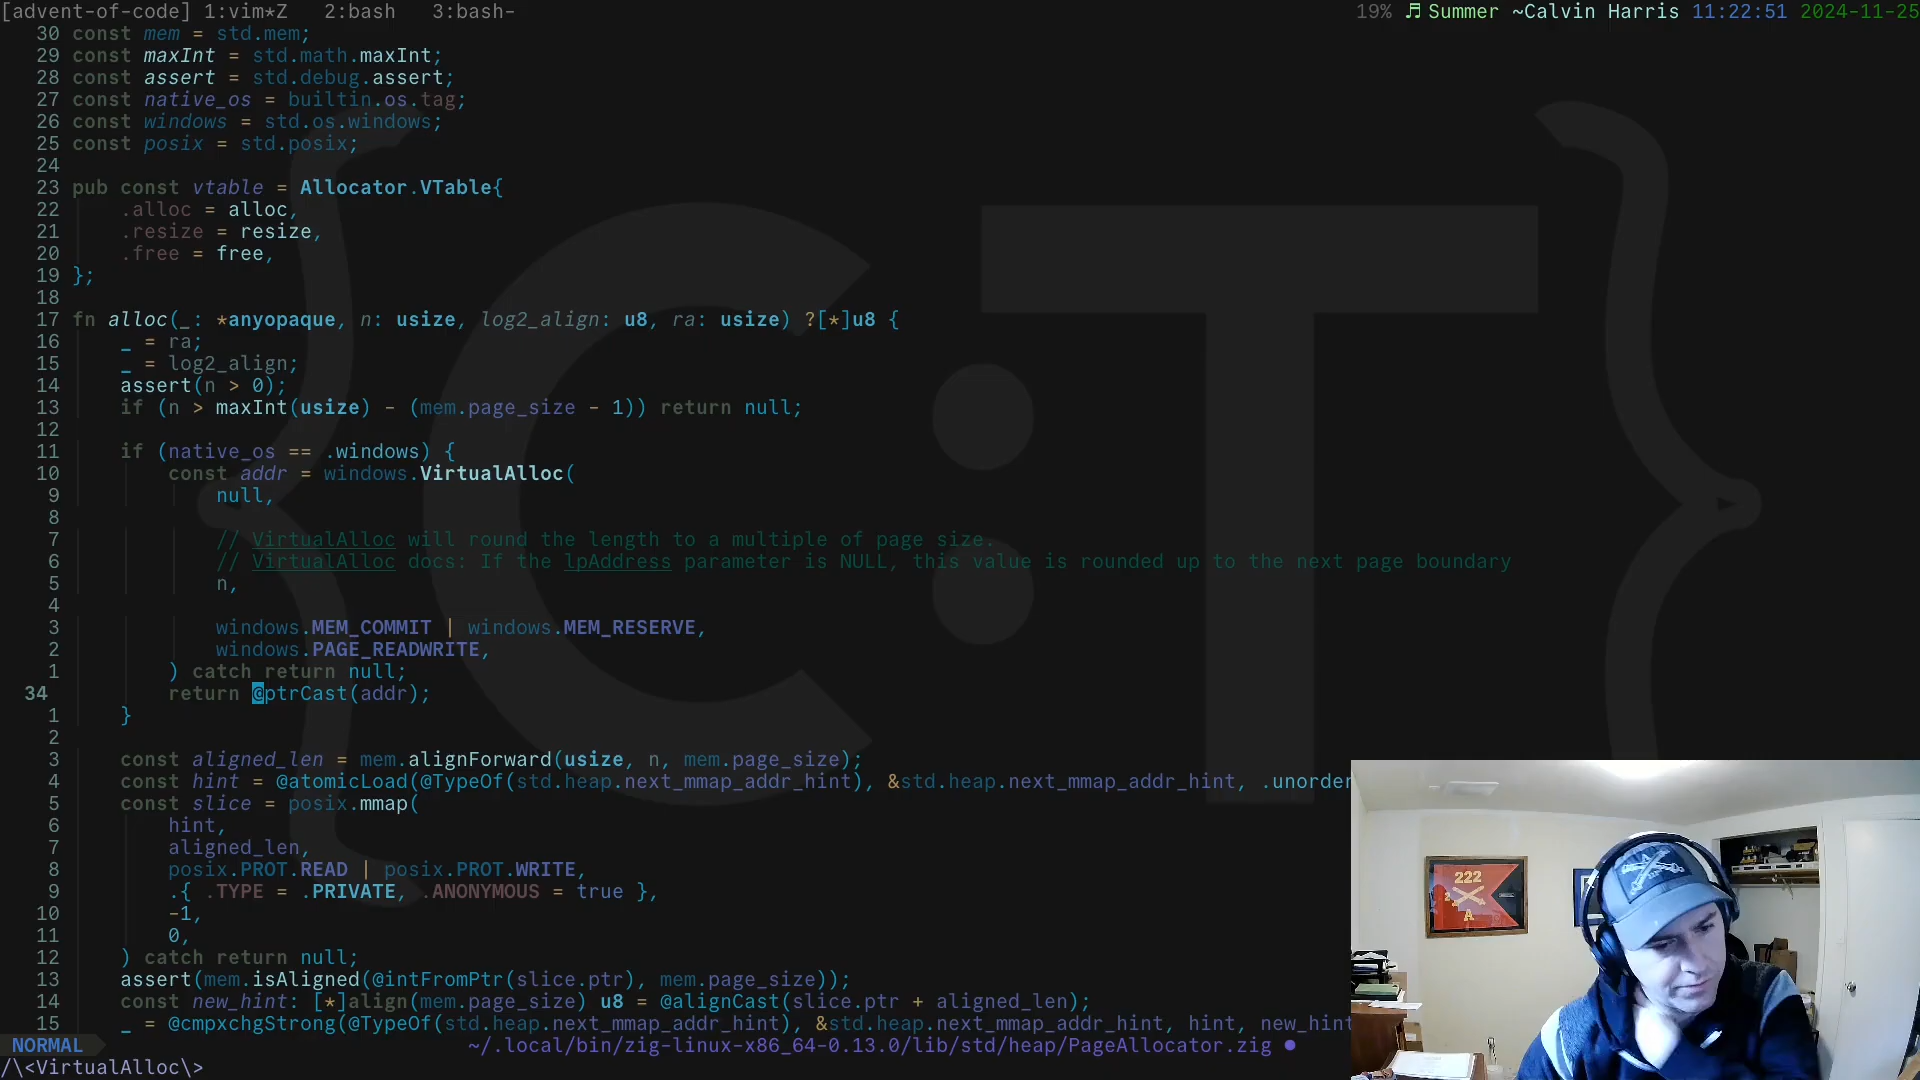 [advent-of-code] 1:vim*Z 2:bash 3:bash- 19% ♬ Summer ~Calvin Harris 11:22:51 2024-11-25
30 const mem = std.mem;
29 const maxInt = std.math.maxInt;
28 const assert = std.debug.assert;
27 const native_os = builtin.os.tag;
26 const windows = std.os.windows;
25 const posix = std.posix;
24
23 pub const vtable = Allocator.VTable{
22 .alloc = alloc,
21 .resize = resize,
20 .free = free,
19 };
18
17 fn alloc(_: *anyopaque, n: usize, log2_align: u8, ra: usize) ?[*]u8 {
16 _ = ra;
15 _ = log2_align;
14 assert(n > 0);
13 if (n > maxInt(usize) - (mem.page_size - 1)) return null;
12
11 if (native_os == .windows) {
10 const addr = windows.VirtualAlloc(
9 null,
8
7 // VirtualAlloc will round the length to a multiple of page size.
6 // VirtualAlloc docs: If the lpAddress parameter is NULL, this value is rounded up to the next page boundary
5 n,
4
3 windows.MEM_COMMIT | windows.MEM_RESERVE,
2 windows.PAGE_READWRITE,
1 ) catch return null;
34 return @ptrCast(addr);
1 }
2
3 const aligned_len = mem.alignForward(usize, n, mem.page_size);
4 const hint = @atomicLoad(@TypeOf(std.heap.next_mmap_addr_hint), &std.heap.next_mmap_addr_hint, .unorder
5 const slice = posix.mmap(
6 hint,
7 aligned_len,
8 posix.PROT.READ | posix.PROT.WRITE,
9 .{ .TYPE = .PRIVATE, .ANONYMOUS = true },
10 -1,
11 0,
12 ) catch return null;
13 assert(mem.isAligned(@intFromPtr(slice.ptr), mem.page_size));
14 const new_hint: [*]align(mem.page_size) u8 = @alignCast(slice.ptr + aligned_len);
15 _ = @cmpxchgStrong(@TypeOf(std.heap.next_mmap_addr_hint), &std.heap.next_mmap_addr_hint, hint, new_hint
NORMAL ~/.local/bin/zig-linux-x86_64-0.13.0/lib/std/heap/PageAllocator.zig ●
/\<VirtualAlloc\>
{C:T}
222
A